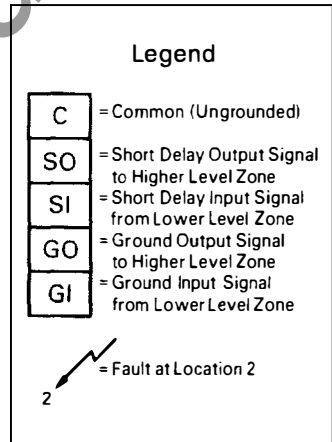 Legend
C = Common (Ungrounded)
SO = Short Delay Output Signal
to Higher Level Zone
SI = Short Delay Input Signal
from Lower Level Zone
GO = Ground Output Signal
to Higher Level Zone
GI = Ground Input Signal
from Lower Level Zone
= Fault at Location 2
2